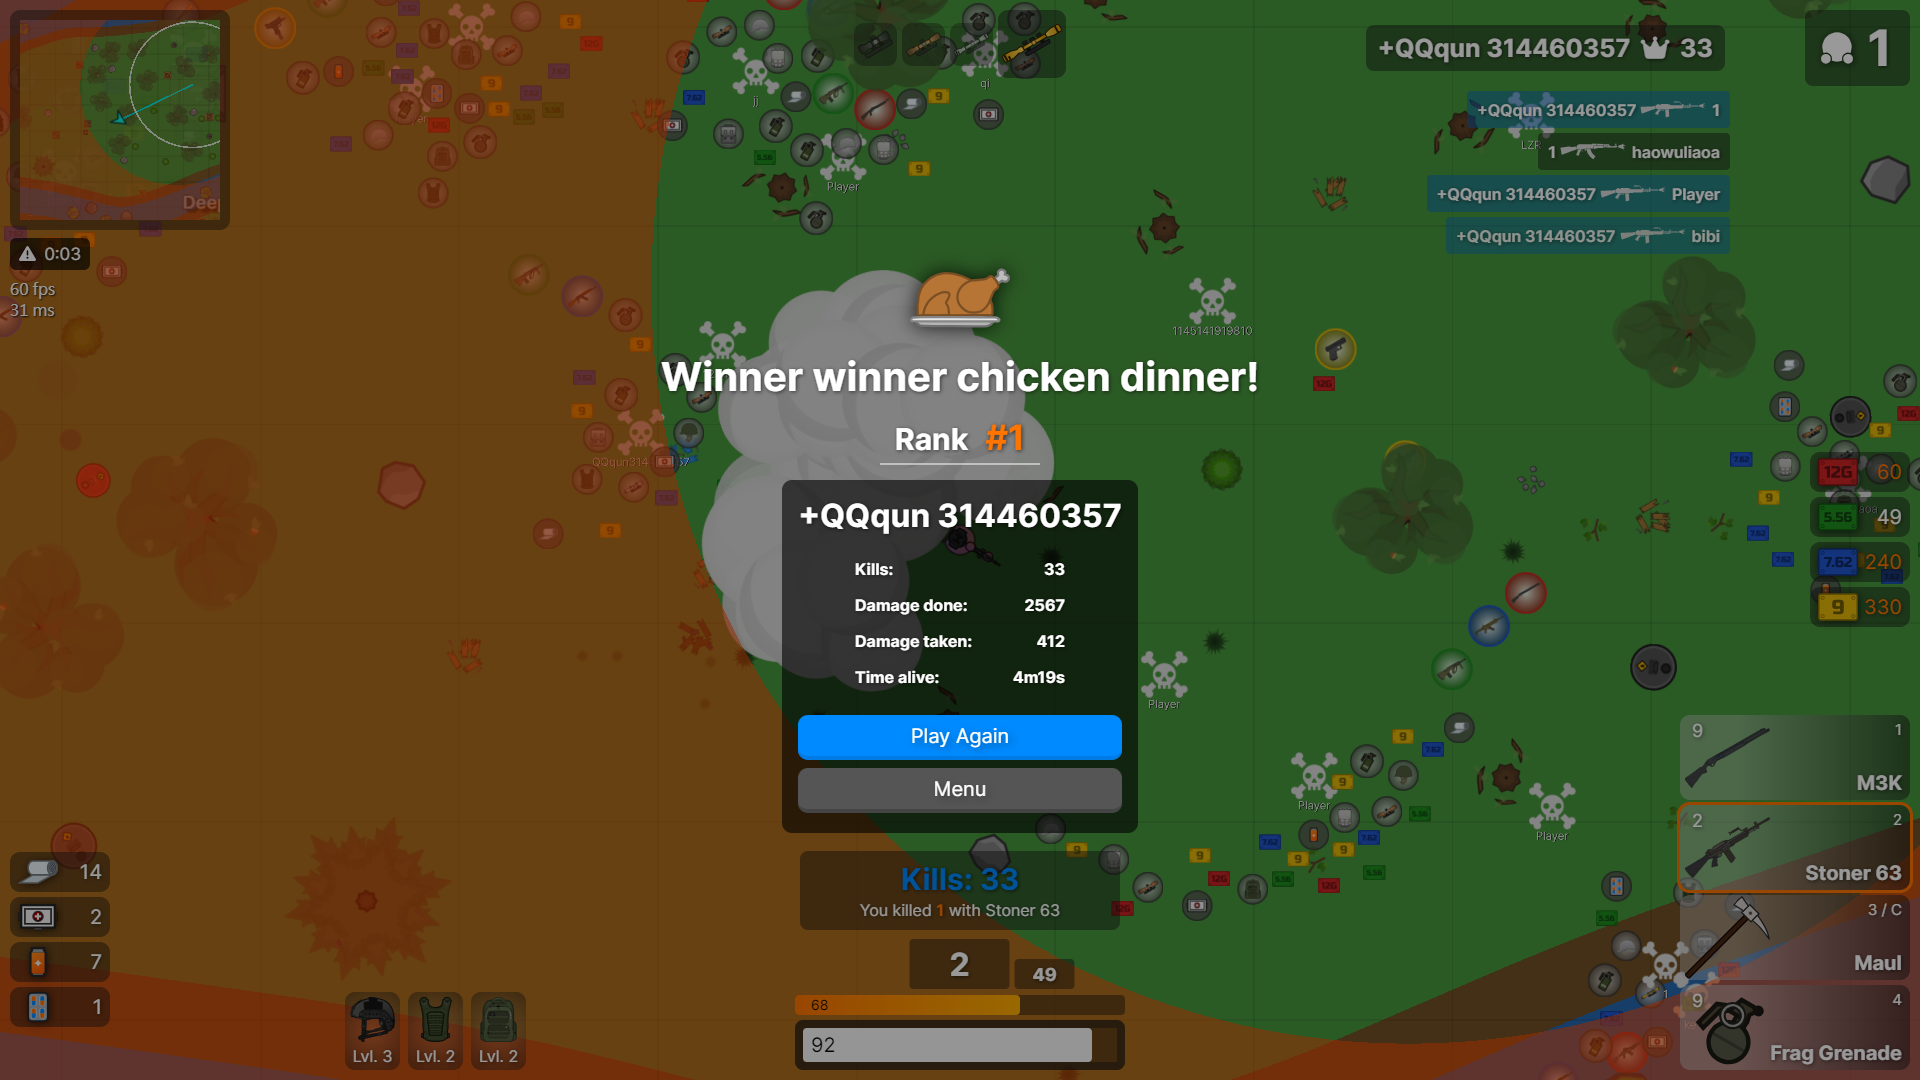 +QQqun 314460357 33
1
+QQqun 314460357 1
1 haowuliaoa
+QQqun 314460357 Player
+QQqun 314460357 bibi
Deep
0:03
60 fps
31 ms
jj
qi
LZR
Player
1145141919810
Winner winner chicken dinner!
Rank #1
+QQqun 314460357
Kills: 33
Damage done: 2567
Damage taken: 412
Time alive: 4m19s
Play Again
Menu
Kills: 33
You killed 1 with Stoner 63
2 49
68
92
12G 60
5.56 49
7.62 240
9 330
Player
Player
Player
9 1
M3K
2 2
Stoner 63
3 / C
Maul
9 4
Frag Grenade
14
2
7
1
Lvl. 3 Lvl. 2 Lvl. 2